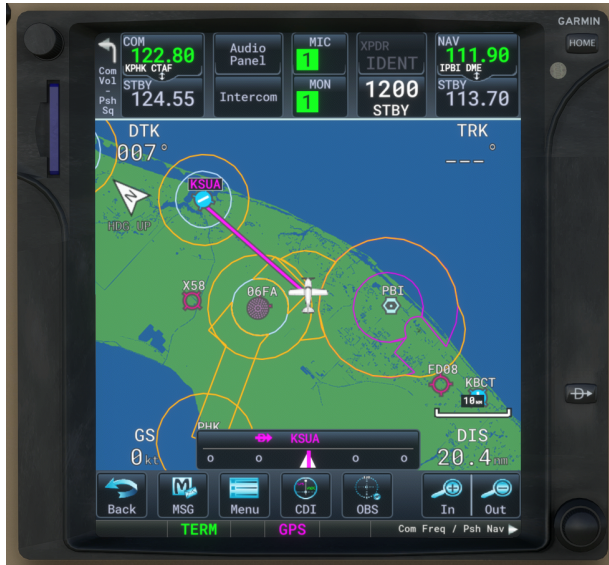 GARMIN
HOME
Com
Vol
-
Psh
Sq
COM
122.80
KPHK CTAF
STBY
124.55
Audio
Panel
Intercom
MIC
1
MON
1
XPDR
IDENT
1200
STBY
NAV
111.90
IPBI DME
STBY
113.70
DTK
007°
TRK
___°
N
HDG UP
KSUA
X58
06FA
PBI
FD08
KBCT
10NM
PHK
GS
0kt
KSUA
DIS
20.4NM
Back
MSG
Menu
CDI
OBS
In
Out
TERM
GPS
Com Freq / Psh Nav
D